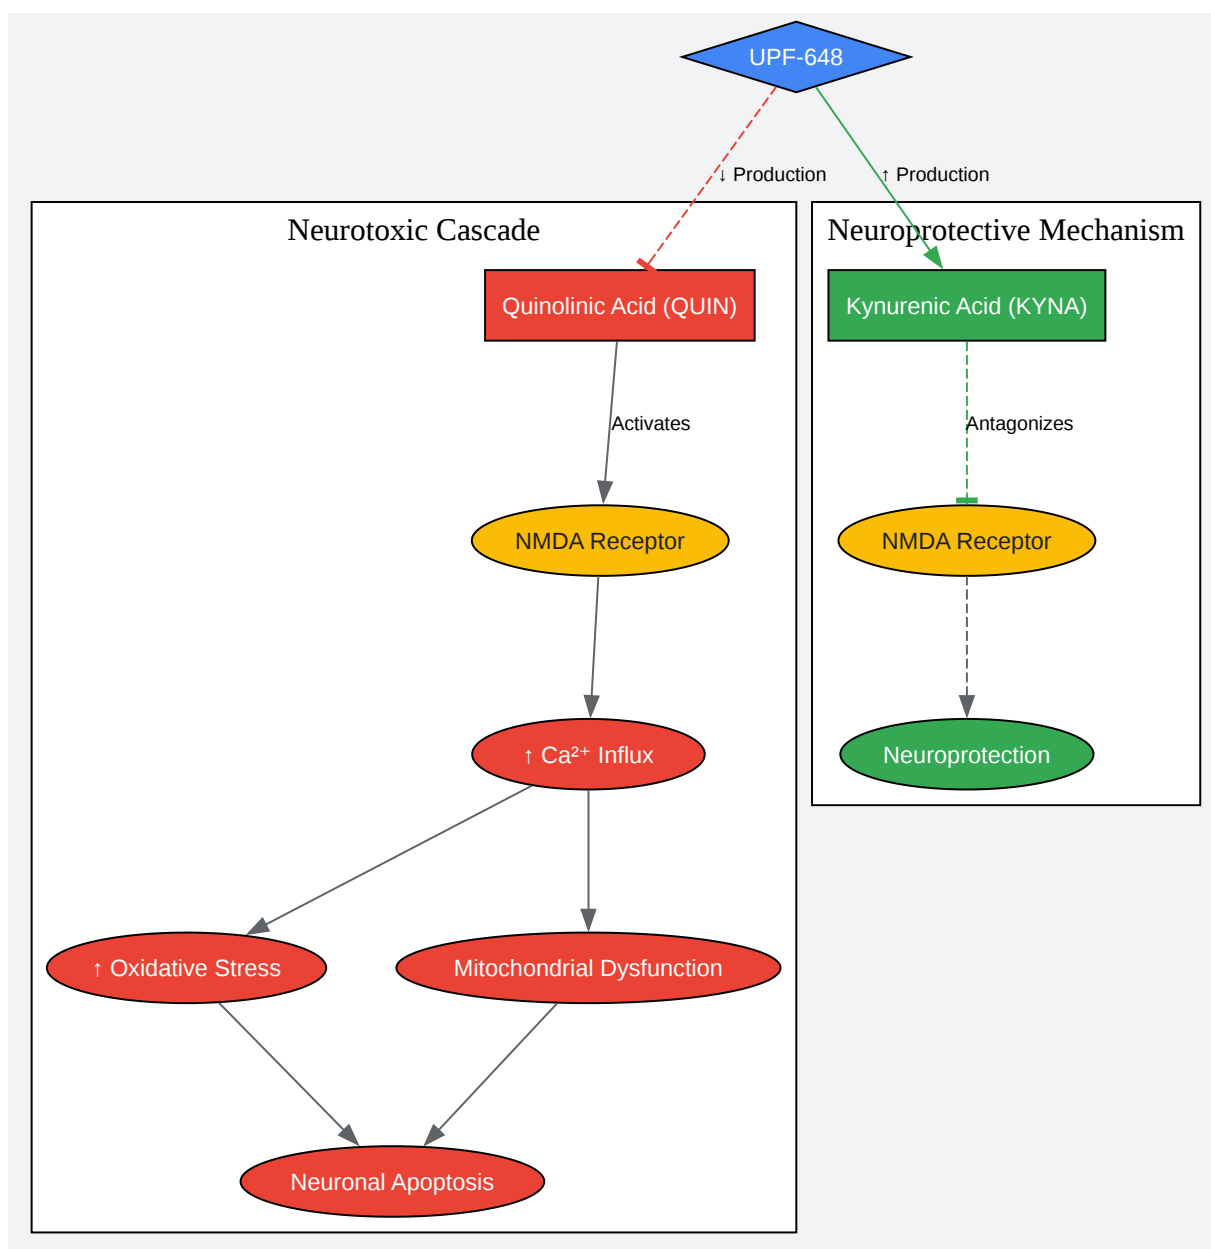 UPF-648
↓ Production
↑ Production
Neurotoxic Cascade
Neuroprotective Mechanism
Quinolinic Acid (QUIN)
Kynurenic Acid (KYNA)
Activates
Antagonizes
NMDA Receptor
NMDA Receptor
↑ Ca²⁺ Influx
Neuroprotection
↑ Oxidative Stress
Mitochondrial Dysfunction
Neuronal Apoptosis